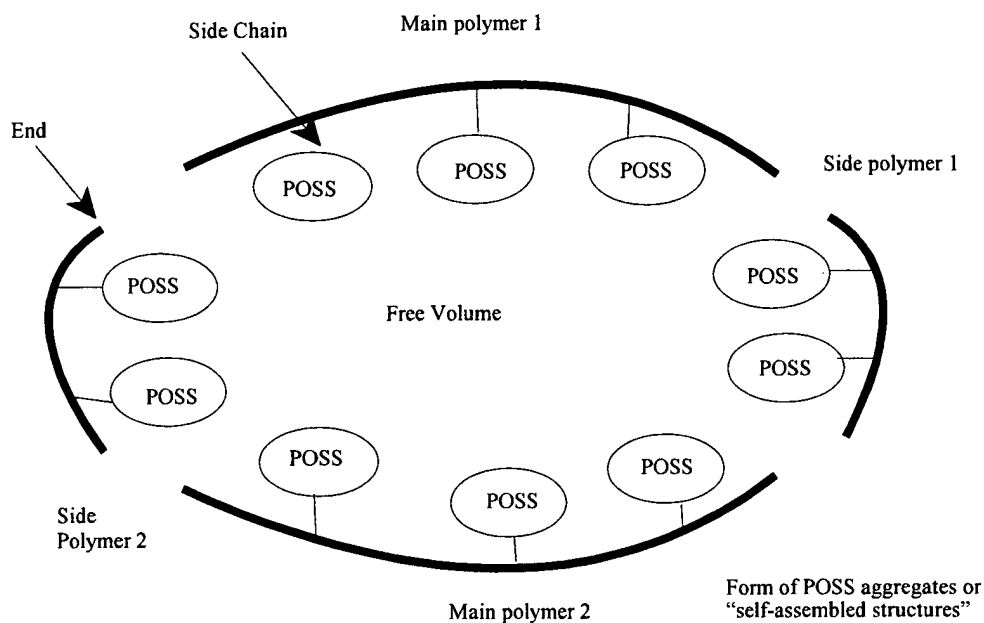 Main polymer 1
Side Chain
End
Side polymer 1
POSS
POSS
POSS
POSS
POSS
Free Volume
POSS
POSS
POSS
POSS
POSS
Side
Polymer 2
Main polymer 2
Form of POSS aggregates or
“self-assembled structures”